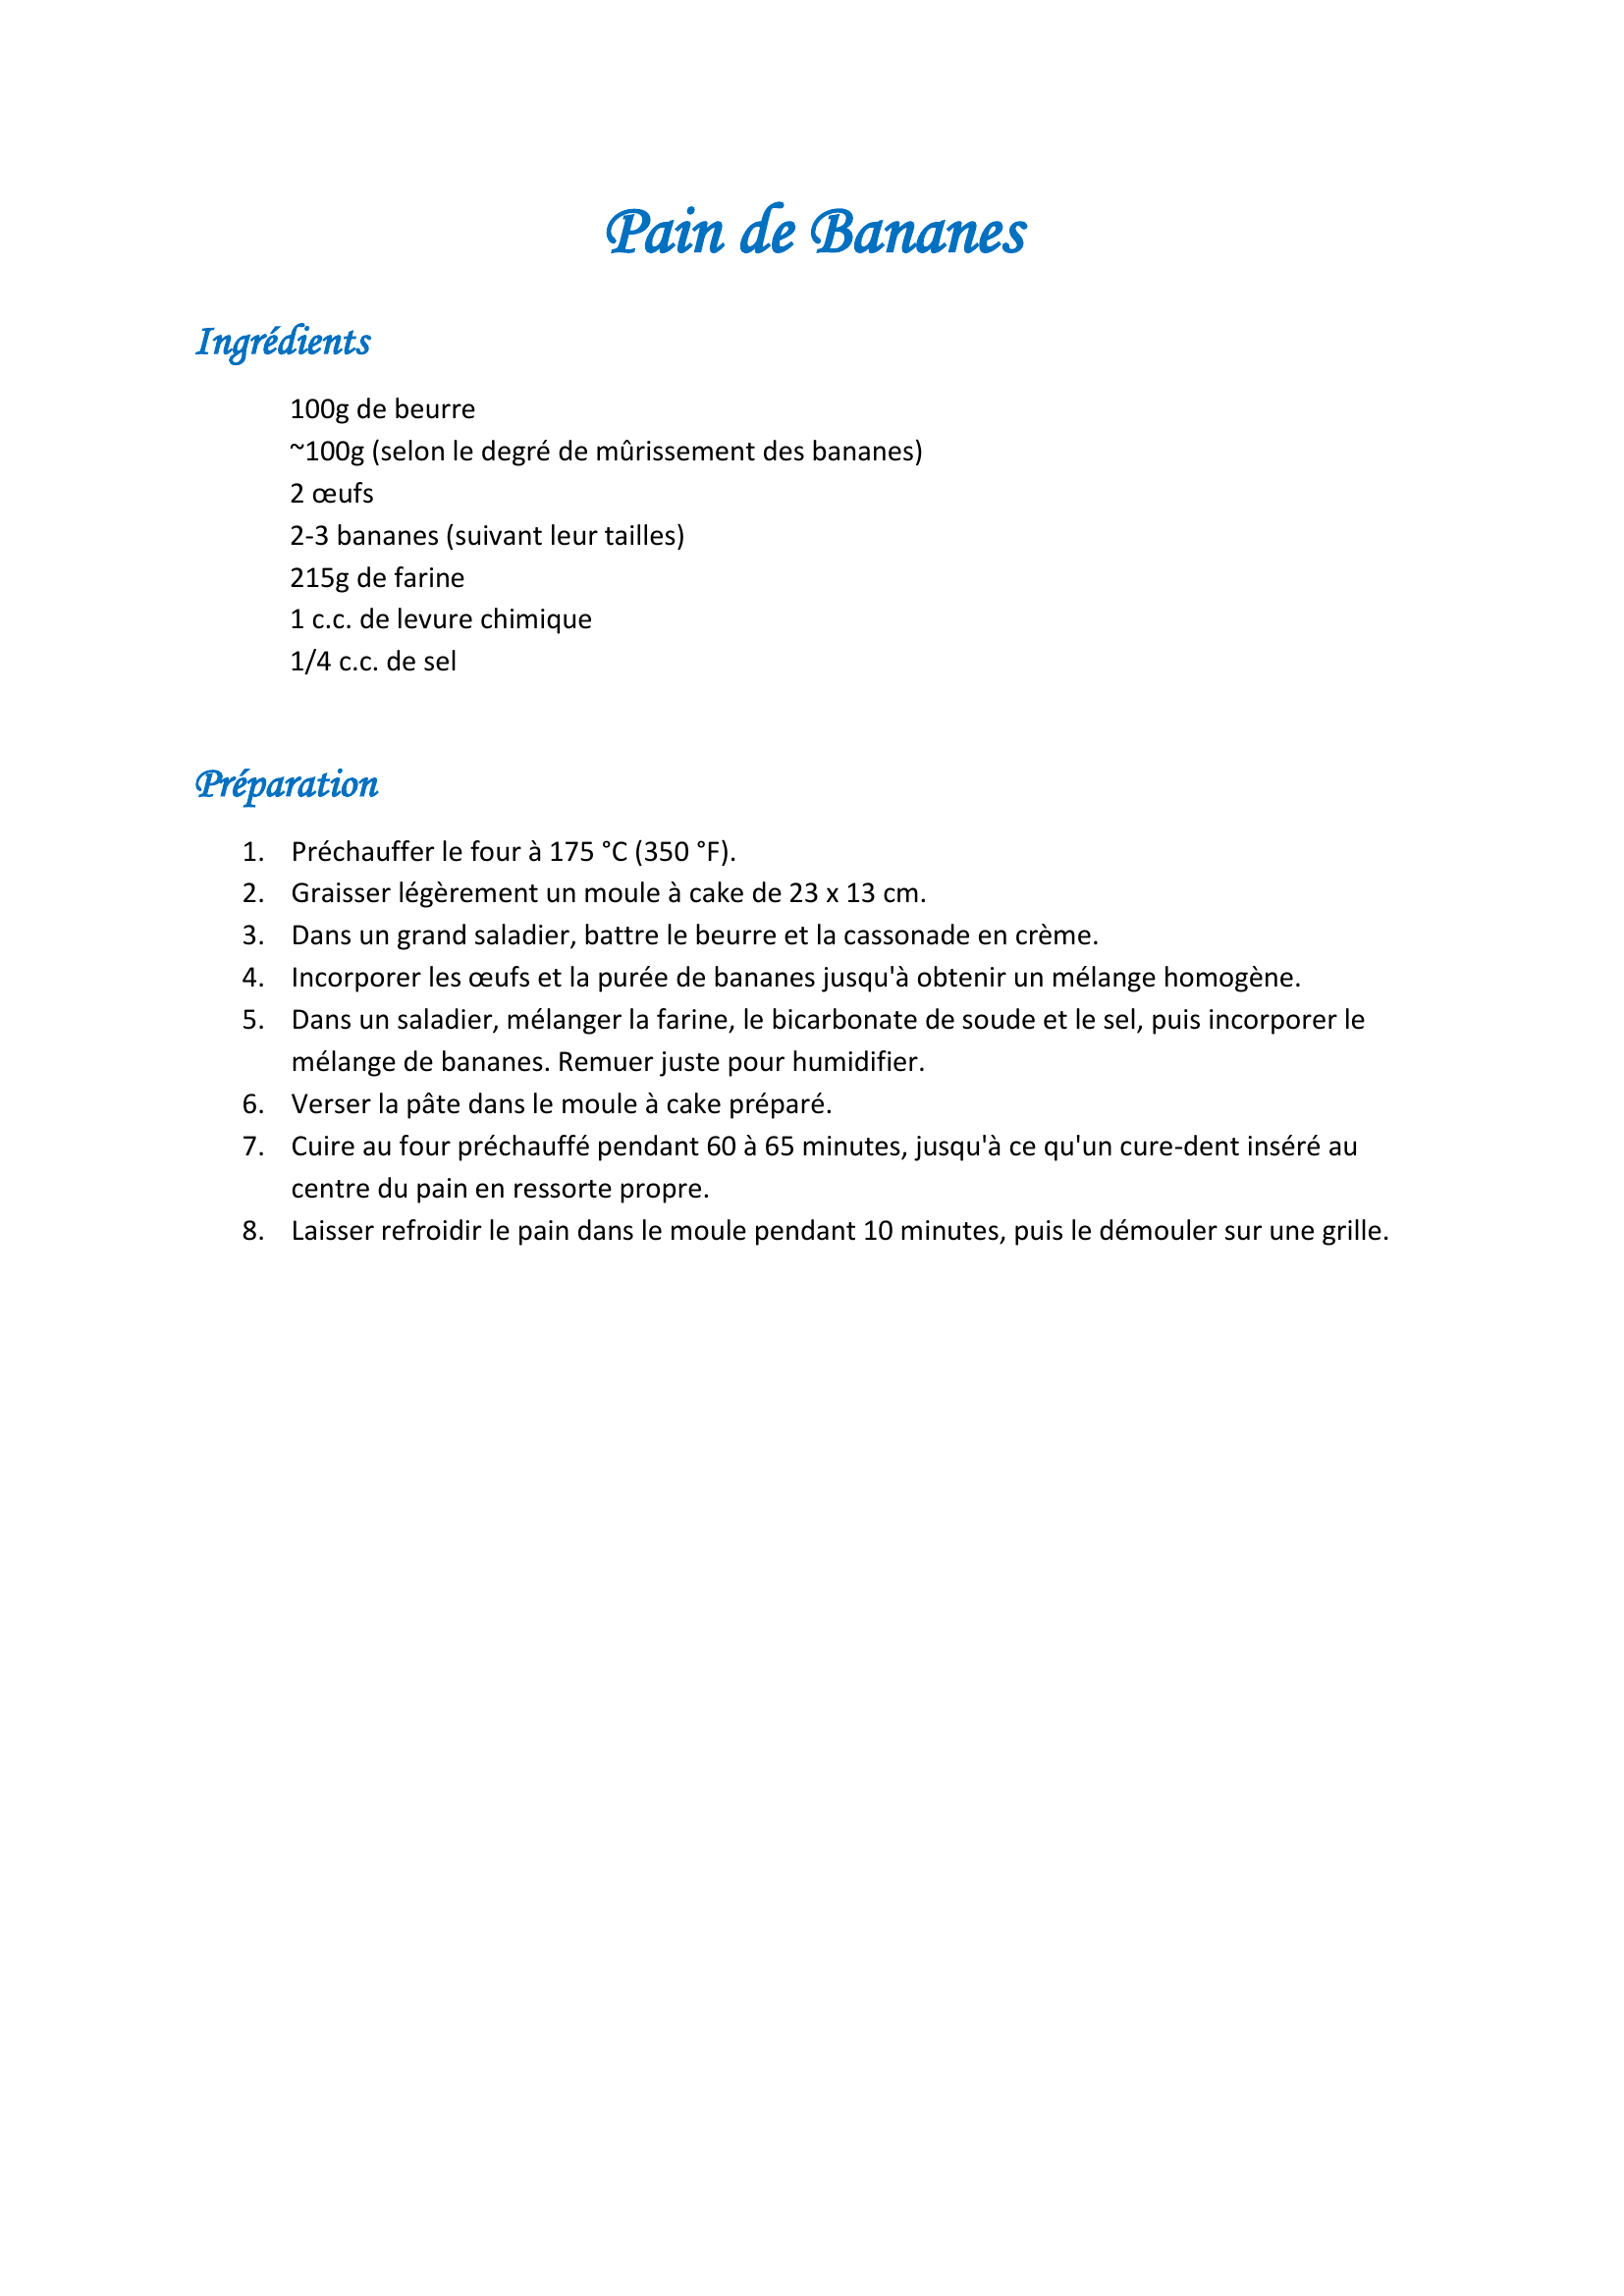 Pain de Bananes
Ingrédients
100g de beurre
~100g (selon le degré de mûrissement des bananes)
2 œufs
2-3 bananes (suivant leur tailles)
215g de farine
1 c.c. de levure chimique
1/4 c.c. de sel
Préparation
1. Préchauffer le four à 175 °C (350 °F).
2. Graisser légèrement un moule à cake de 23 x 13 cm.
3. Dans un grand saladier, battre le beurre et la cassonade en crème.
4. Incorporer les œufs et la purée de bananes jusqu'à obtenir un mélange homogène.
5. Dans un saladier, mélanger la farine, le bicarbonate de soude et le sel, puis incorporer le
mélange de bananes. Remuer juste pour humidifier.
6. Verser la pâte dans le moule à cake préparé.
7. Cuire au four préchauffé pendant 60 à 65 minutes, jusqu'à ce qu'un cure-dent inséré au
centre du pain en ressorte propre.
8. Laisser refroidir le pain dans le moule pendant 10 minutes, puis le démouler sur une grille.